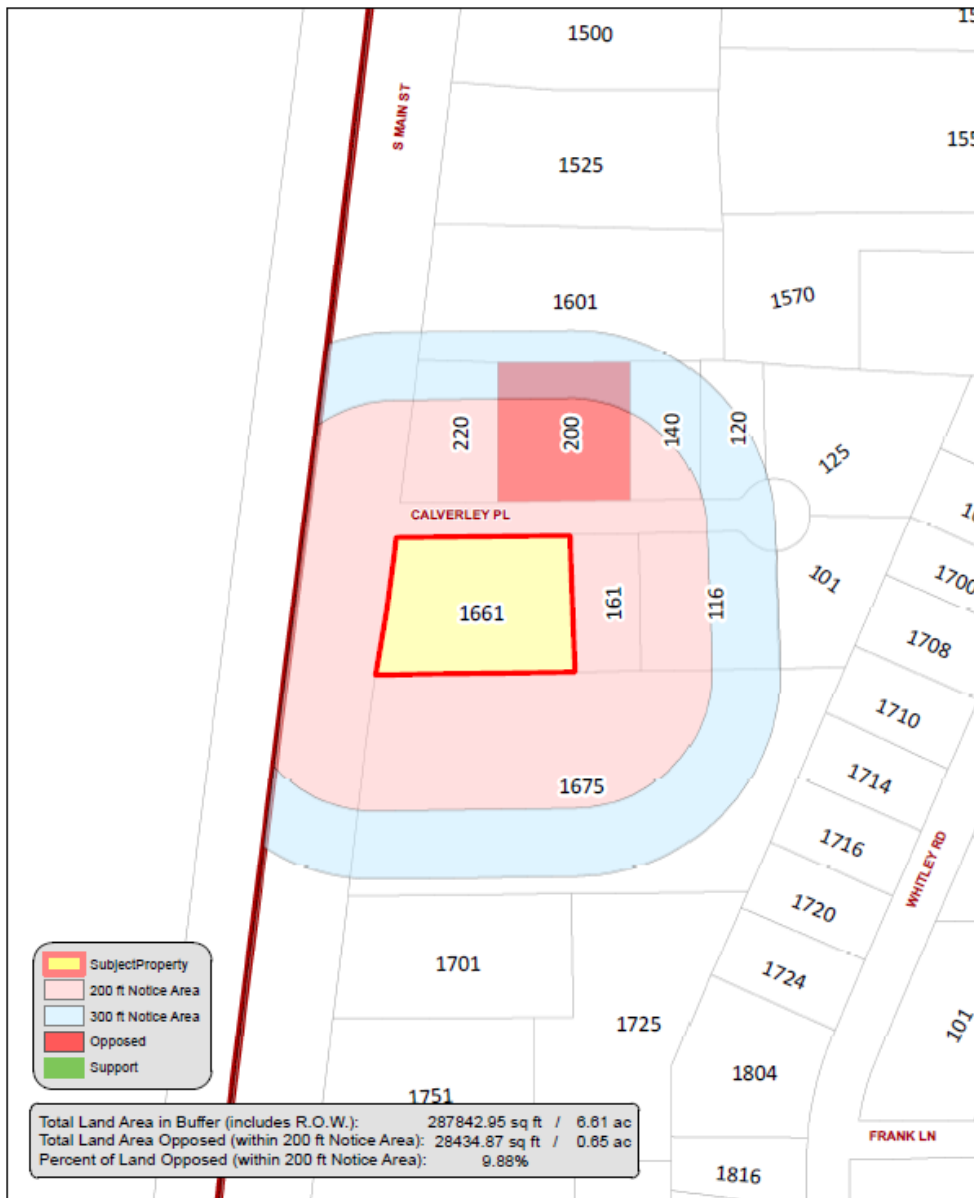 1500
15
S MAIN ST
1525
155
1601
1570
220
200
140
120
125
CALVERLEY PL
1661
161
116
101
1700
1708
1710
1714
1675
1716
WHITLEY RD
1720
1701
1724
1725
101
1804
1751
FRANK LN
1816
SubjectProperty
200 ft Notice Area
300 ft Notice Area
Opposed
Support
Total Land Area in Buffer (includes R.O.W.): 287842.95 sq ft / 6.61 ac
Total Land Area Opposed (within 200 ft Notice Area): 28434.87 sq ft / 0.65 ac
Percent of Land Opposed (within 200 ft Notice Area): 9.88%